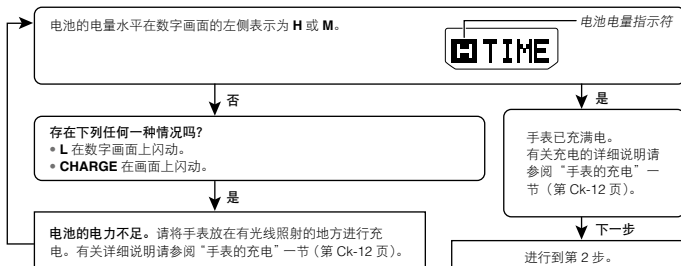 电池的电量水平在数字画面的左侧表示为 H 或 M。
电池电量指示符
H TIME
否
是
存在下列任何一种情况吗?
• L 在数字画面上闪动。
• CHARGE 在画面上闪动。
手表已充满电。
有关充电的详细说明请
参阅“手表的充电”一
节（第 Ck-12 页）。
是
下一步
电池的电力不足。请将手表放在有光线照射的地方进行充
电。有关详细说明请参阅“手表的充电”一节（第 Ck-12 页）。
进行到第 2 步。